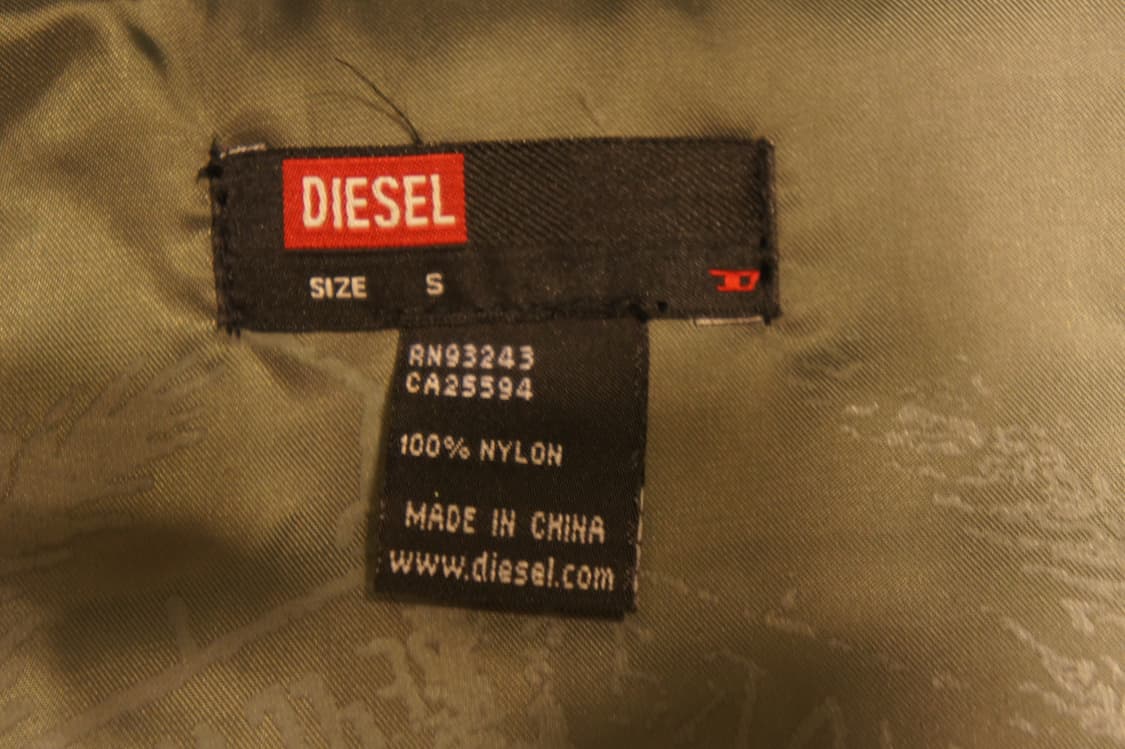 DIESEL
SIZE S
RN93243
CA25594
100% NYLON
MADE IN CHINA
www.diesel.com